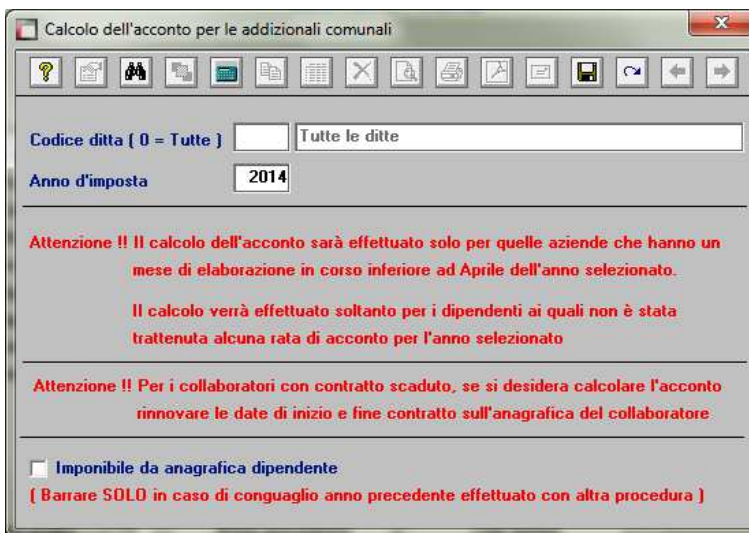 Calcolo dell'acconto per le addizionali comunali
Codice ditta ( 0 = Tutte ) Tutte le ditte
Anno d'imposta 2014
Attenzione !! Il calcolo dell'acconto sarà effettuato solo per quelle aziende che hanno un
mese di elaborazione in corso inferiore ad Aprile dell'anno selezionato.
Il calcolo verrà effettuato soltanto per i dipendenti ai quali non è stata
trattenuta alcuna rata di acconto per l'anno selezionato
Attenzione !! Per i collaboratori con contratto scaduto, se si desidera calcolare l'acconto
rinnovare le date di inizio e fine contratto sull'anagrafica del collaboratore
Imponibile da anagrafica dipendente
( Barrare SOLO in caso di conguaglio anno precedente effettuato con altra procedura )